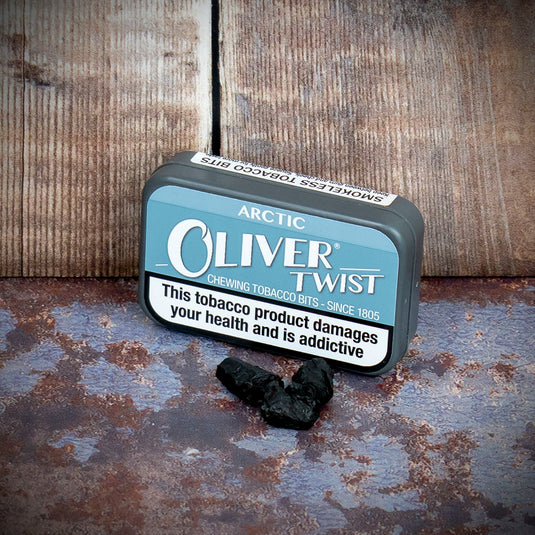 SMOKELESS TOBACCO BITS
ARCTIC
OLIVER®
TWIST
CHEWING TOBACCO BITS - SINCE 1805
This tobacco product damages
your health and is addictive